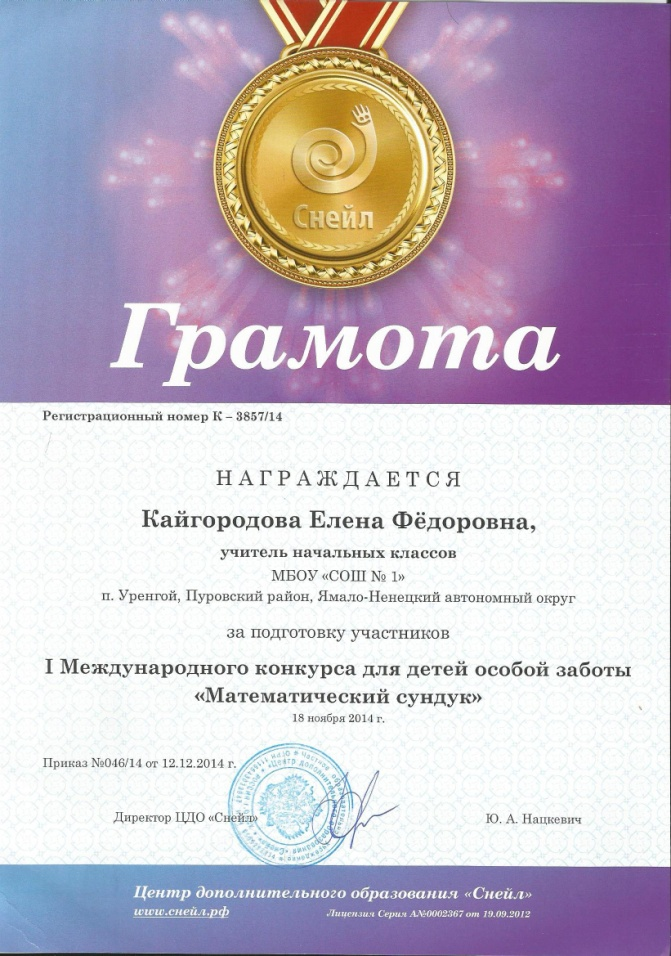 Снейл
Грамота
Регистрационный номер К – 3857/14
НАГРАЖДАЕТСЯ
Кайгородова Елена Фёдоровна,
учитель начальных классов
МБОУ «СОШ № 1»
п. Уренгой, Пуровский район, Ямало-Ненецкий автономный округ
за подготовку участников
I Международного конкурса для детей особой заботы
«Математический сундук»
18 ноября 2014 г.
Приказ №046/14 от 12.12.2014 г.
Директор ЦДО «Снейл»
Ю. А. Нацкевич
Центр дополнительного образования «Снейл»
www.снейл.рф
Лицензия Серия А№0002367 от 19.09.2012